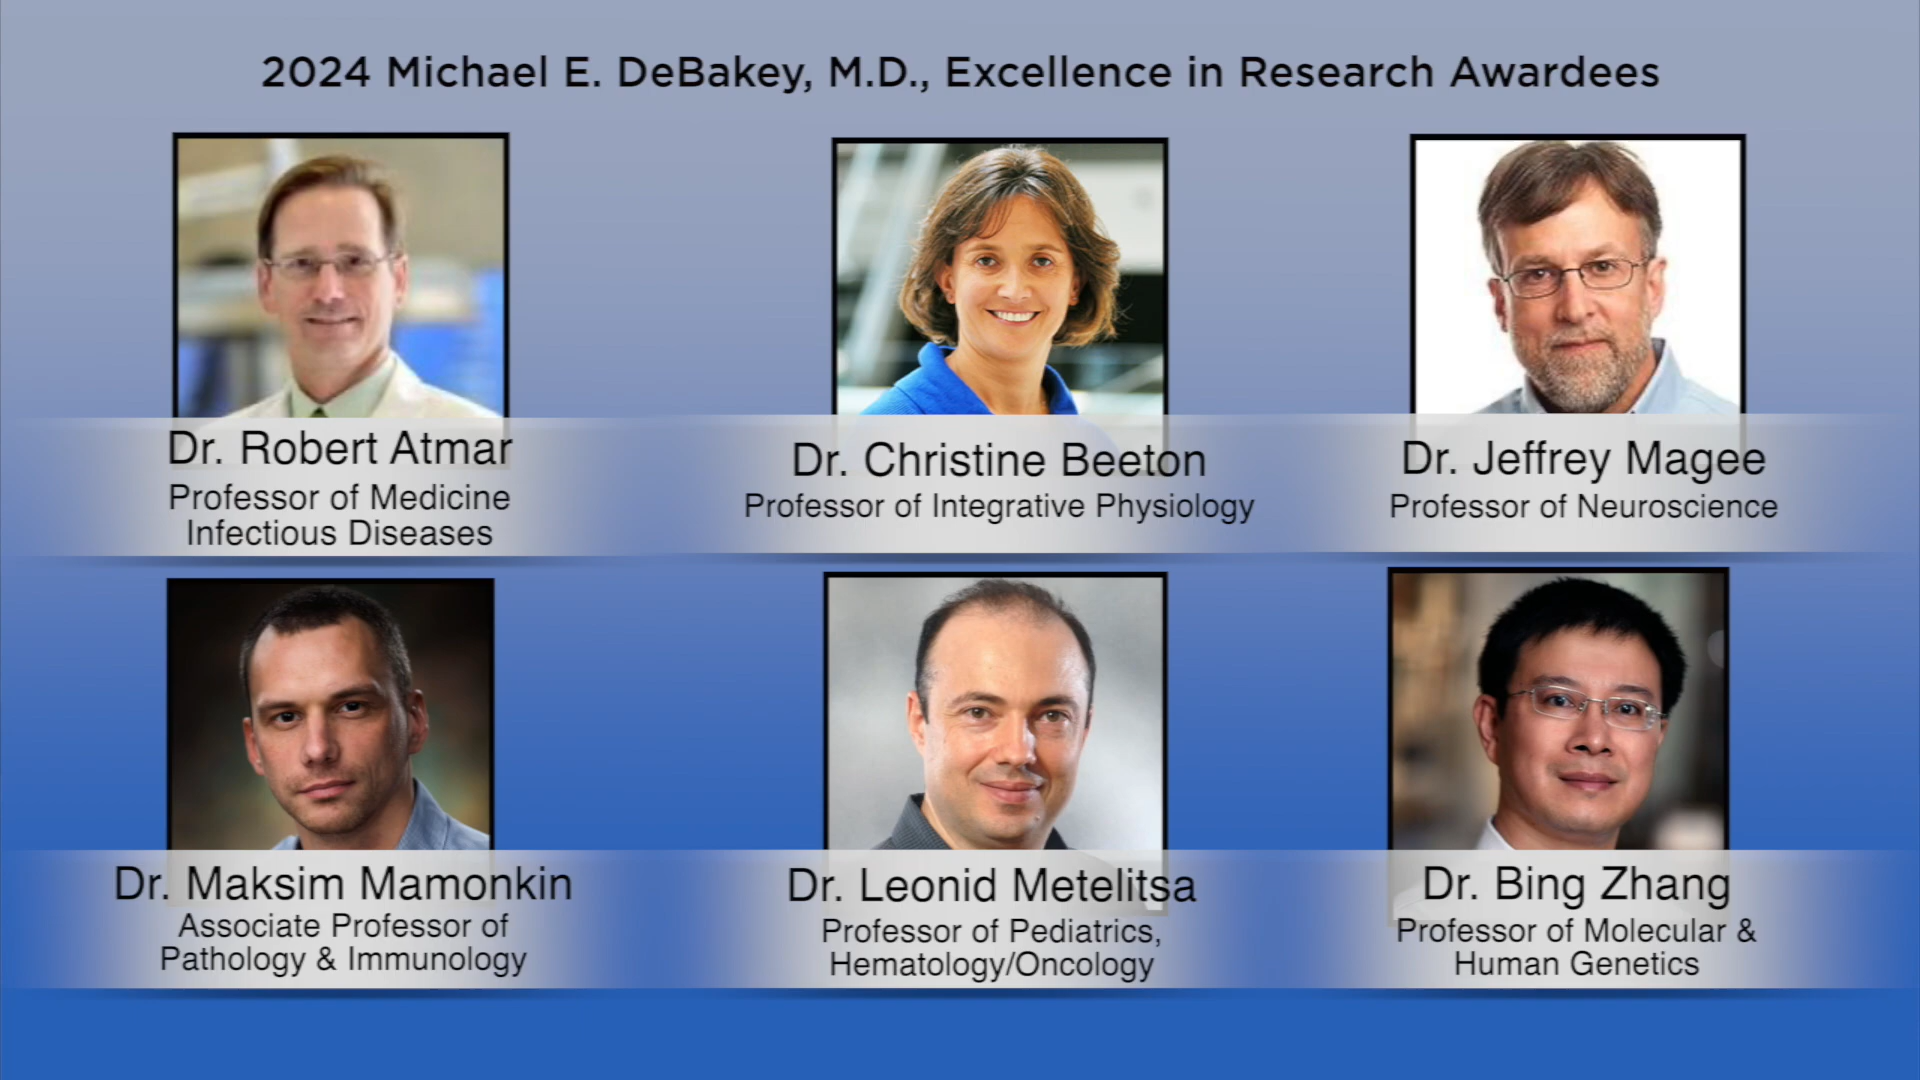 2024 Michael E. DeBakey, M.D., Excellence in Research Awardees
Dr. Robert Atmar
Professor of Medicine
Infectious Diseases
Dr. Christine Beeton
Professor of Integrative Physiology
Dr. Jeffrey Magee
Professor of Neuroscience
Dr. Maksim Mamonkin
Associate Professor of
Pathology & Immunology
Dr. Leonid Metelitsa
Professor of Pediatrics,
Hematology/Oncology
Dr. Bing Zhang
Professor of Molecular &
Human Genetics